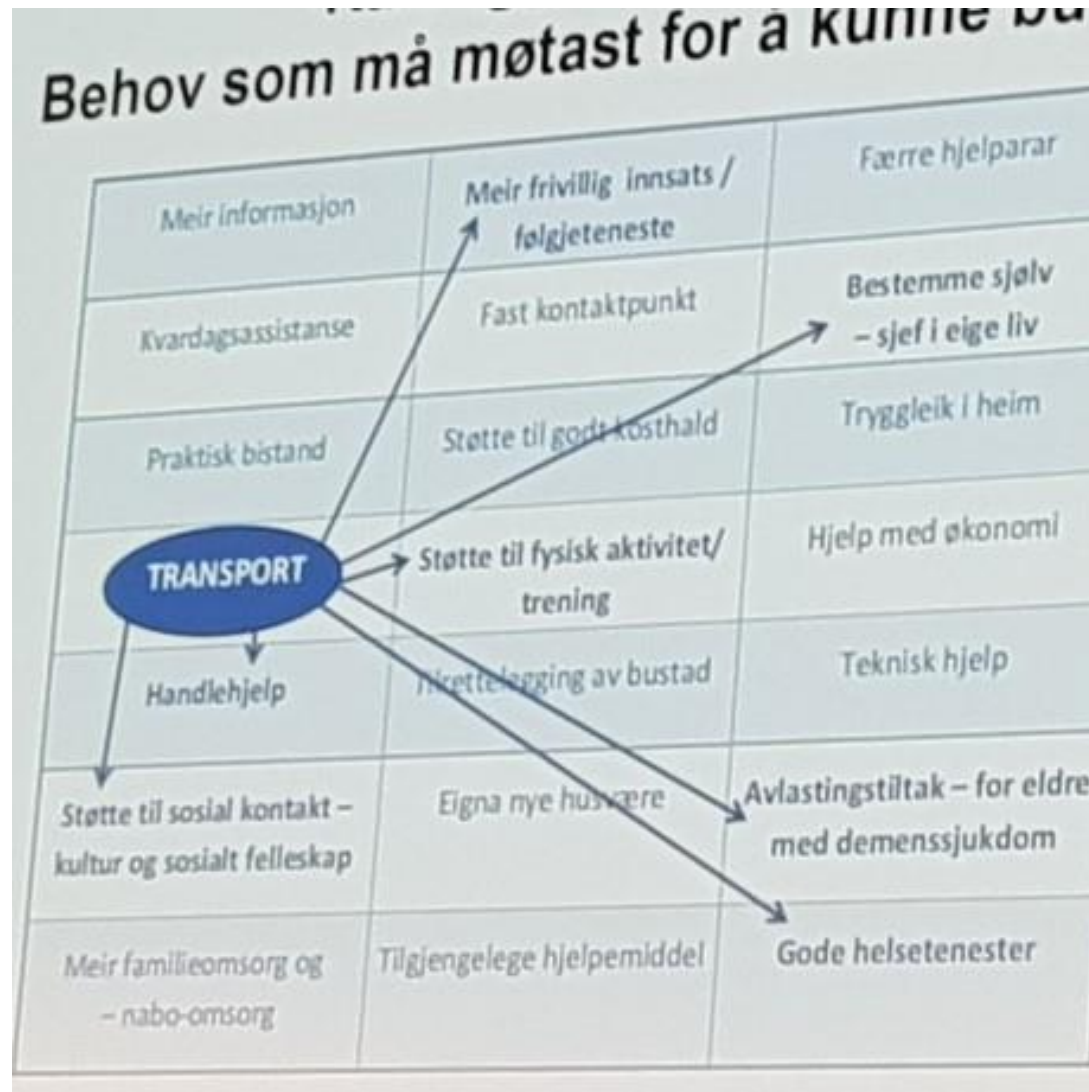 Behov som må møtast for å kunne bu
Meir informasjon
Meir frivillig innsats /
følgjeteneste
Færre hjelparar
Kvardagsassistanse
Fast kontaktpunkt
Bestemme sjølv
– sjef i eige liv
Praktisk bistand
Støtte til godt kosthald
Tryggleik i heim
TRANSPORT
Støtte til fysisk aktivitet/
trening
Hjelp med økonomi
Handlehjelp
Tilrettelegging av bustad
Teknisk hjelp
Støtte til sosial kontakt –
kultur og sosialt felleskap
Eigna nye husvære
Avlastingstiltak – for eldre
med demenssjukdom
Meir familieomsorg og
– nabo-omsorg
Tilgjengelege hjelpemiddel
Gode helsetenester